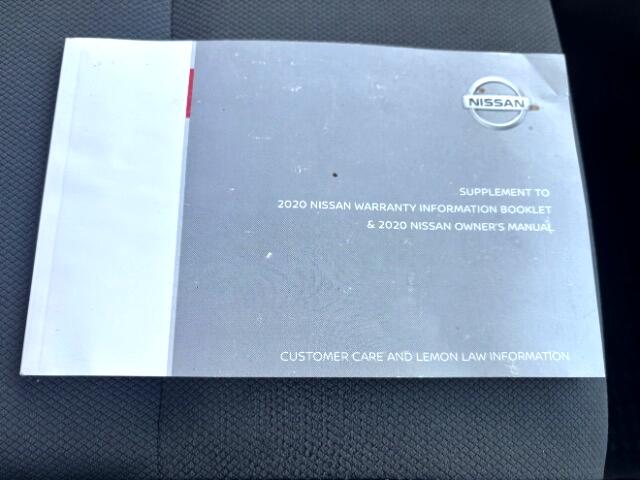 NISSAN
SUPPLEMENT TO
2020 NISSAN WARRANTY INFORMATION BOOKLET
& 2020 NISSAN OWNER'S MANUAL
CUSTOMER CARE AND LEMON LAW INFORMATION